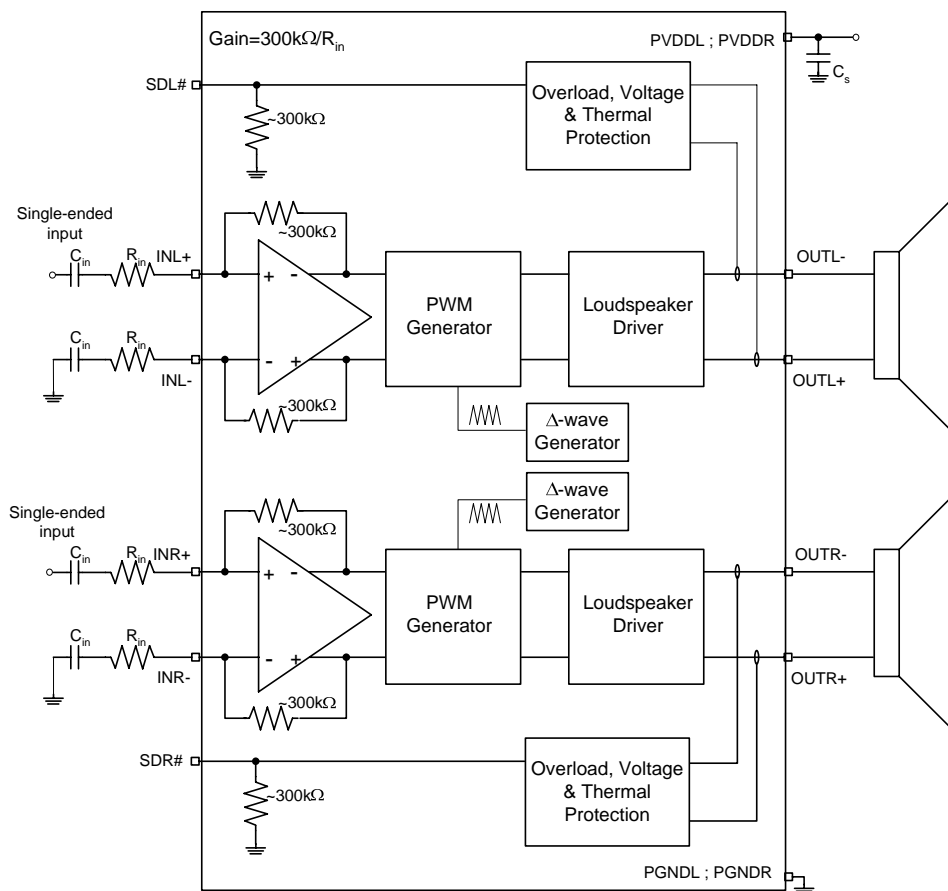 Gain=300kΩ/Rin
PVDDL ; PVDDR
Cs
SDL#
~300kΩ
Overload, Voltage
& Thermal
Protection
Single-ended
input
Cin
Rin
INL+
~300kΩ
+ -
PWM
Generator
Loudspeaker
Driver
OUTL-
Cin
Rin
INL-
- +
~300kΩ
OUTL+
Δ-wave
Generator
Δ-wave
Generator
Single-ended
input
Cin
Rin
INR+
~300kΩ
+ -
PWM
Generator
Loudspeaker
Driver
OUTR-
Cin
Rin
INR-
- +
~300kΩ
OUTR+
SDR#
~300kΩ
Overload, Voltage
& Thermal
Protection
PGNDL ; PGNDR